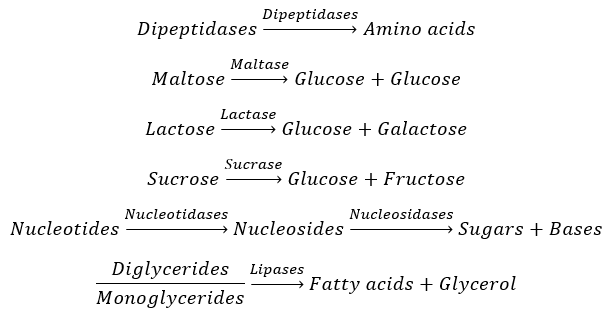 Dipeptidases \xrightarrow{Dipeptidases} Amino acids
Maltose \xrightarrow{Maltase} Glucose + Glucose
Lactose \xrightarrow{Lactase} Glucose + Galactose
Sucrose \xrightarrow{Sucrase} Glucose + Fructose
Nucleotides \xrightarrow{Nucleotidases} Nucleosides \xrightarrow{Nucleosidases} Sugars + Bases
\frac{Diglycerides}{Monoglycerides} \xrightarrow{Lipases} Fatty acids + Glycerol